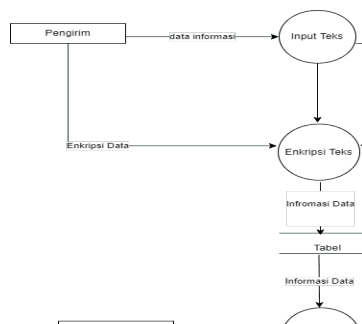 Pengirim
data informasi
Input Teks
Enkripsi Data
Enkripsi Teks
Infromasi Data
Tabel
Informasi Data